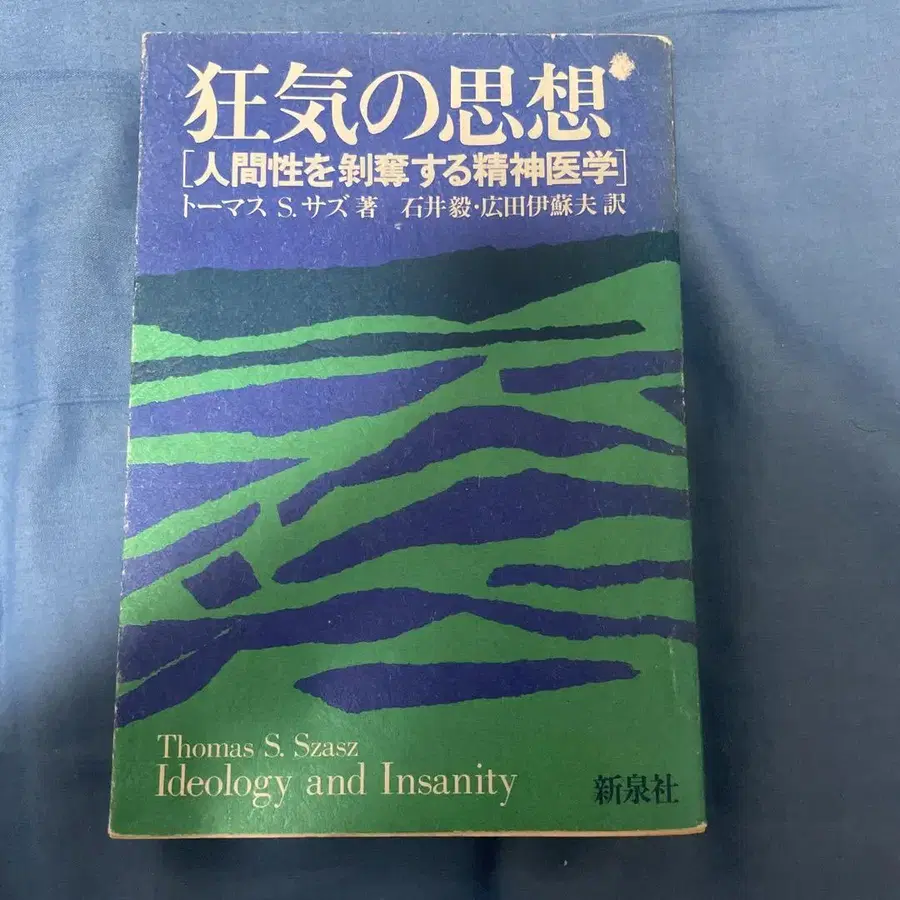 狂気の思想
[人間性を剝奪する精神医学]
トーマス S. サズ 著 石井毅・広田伊蘇夫 訳
Thomas S. Szasz
Ideology and Insanity
新泉社